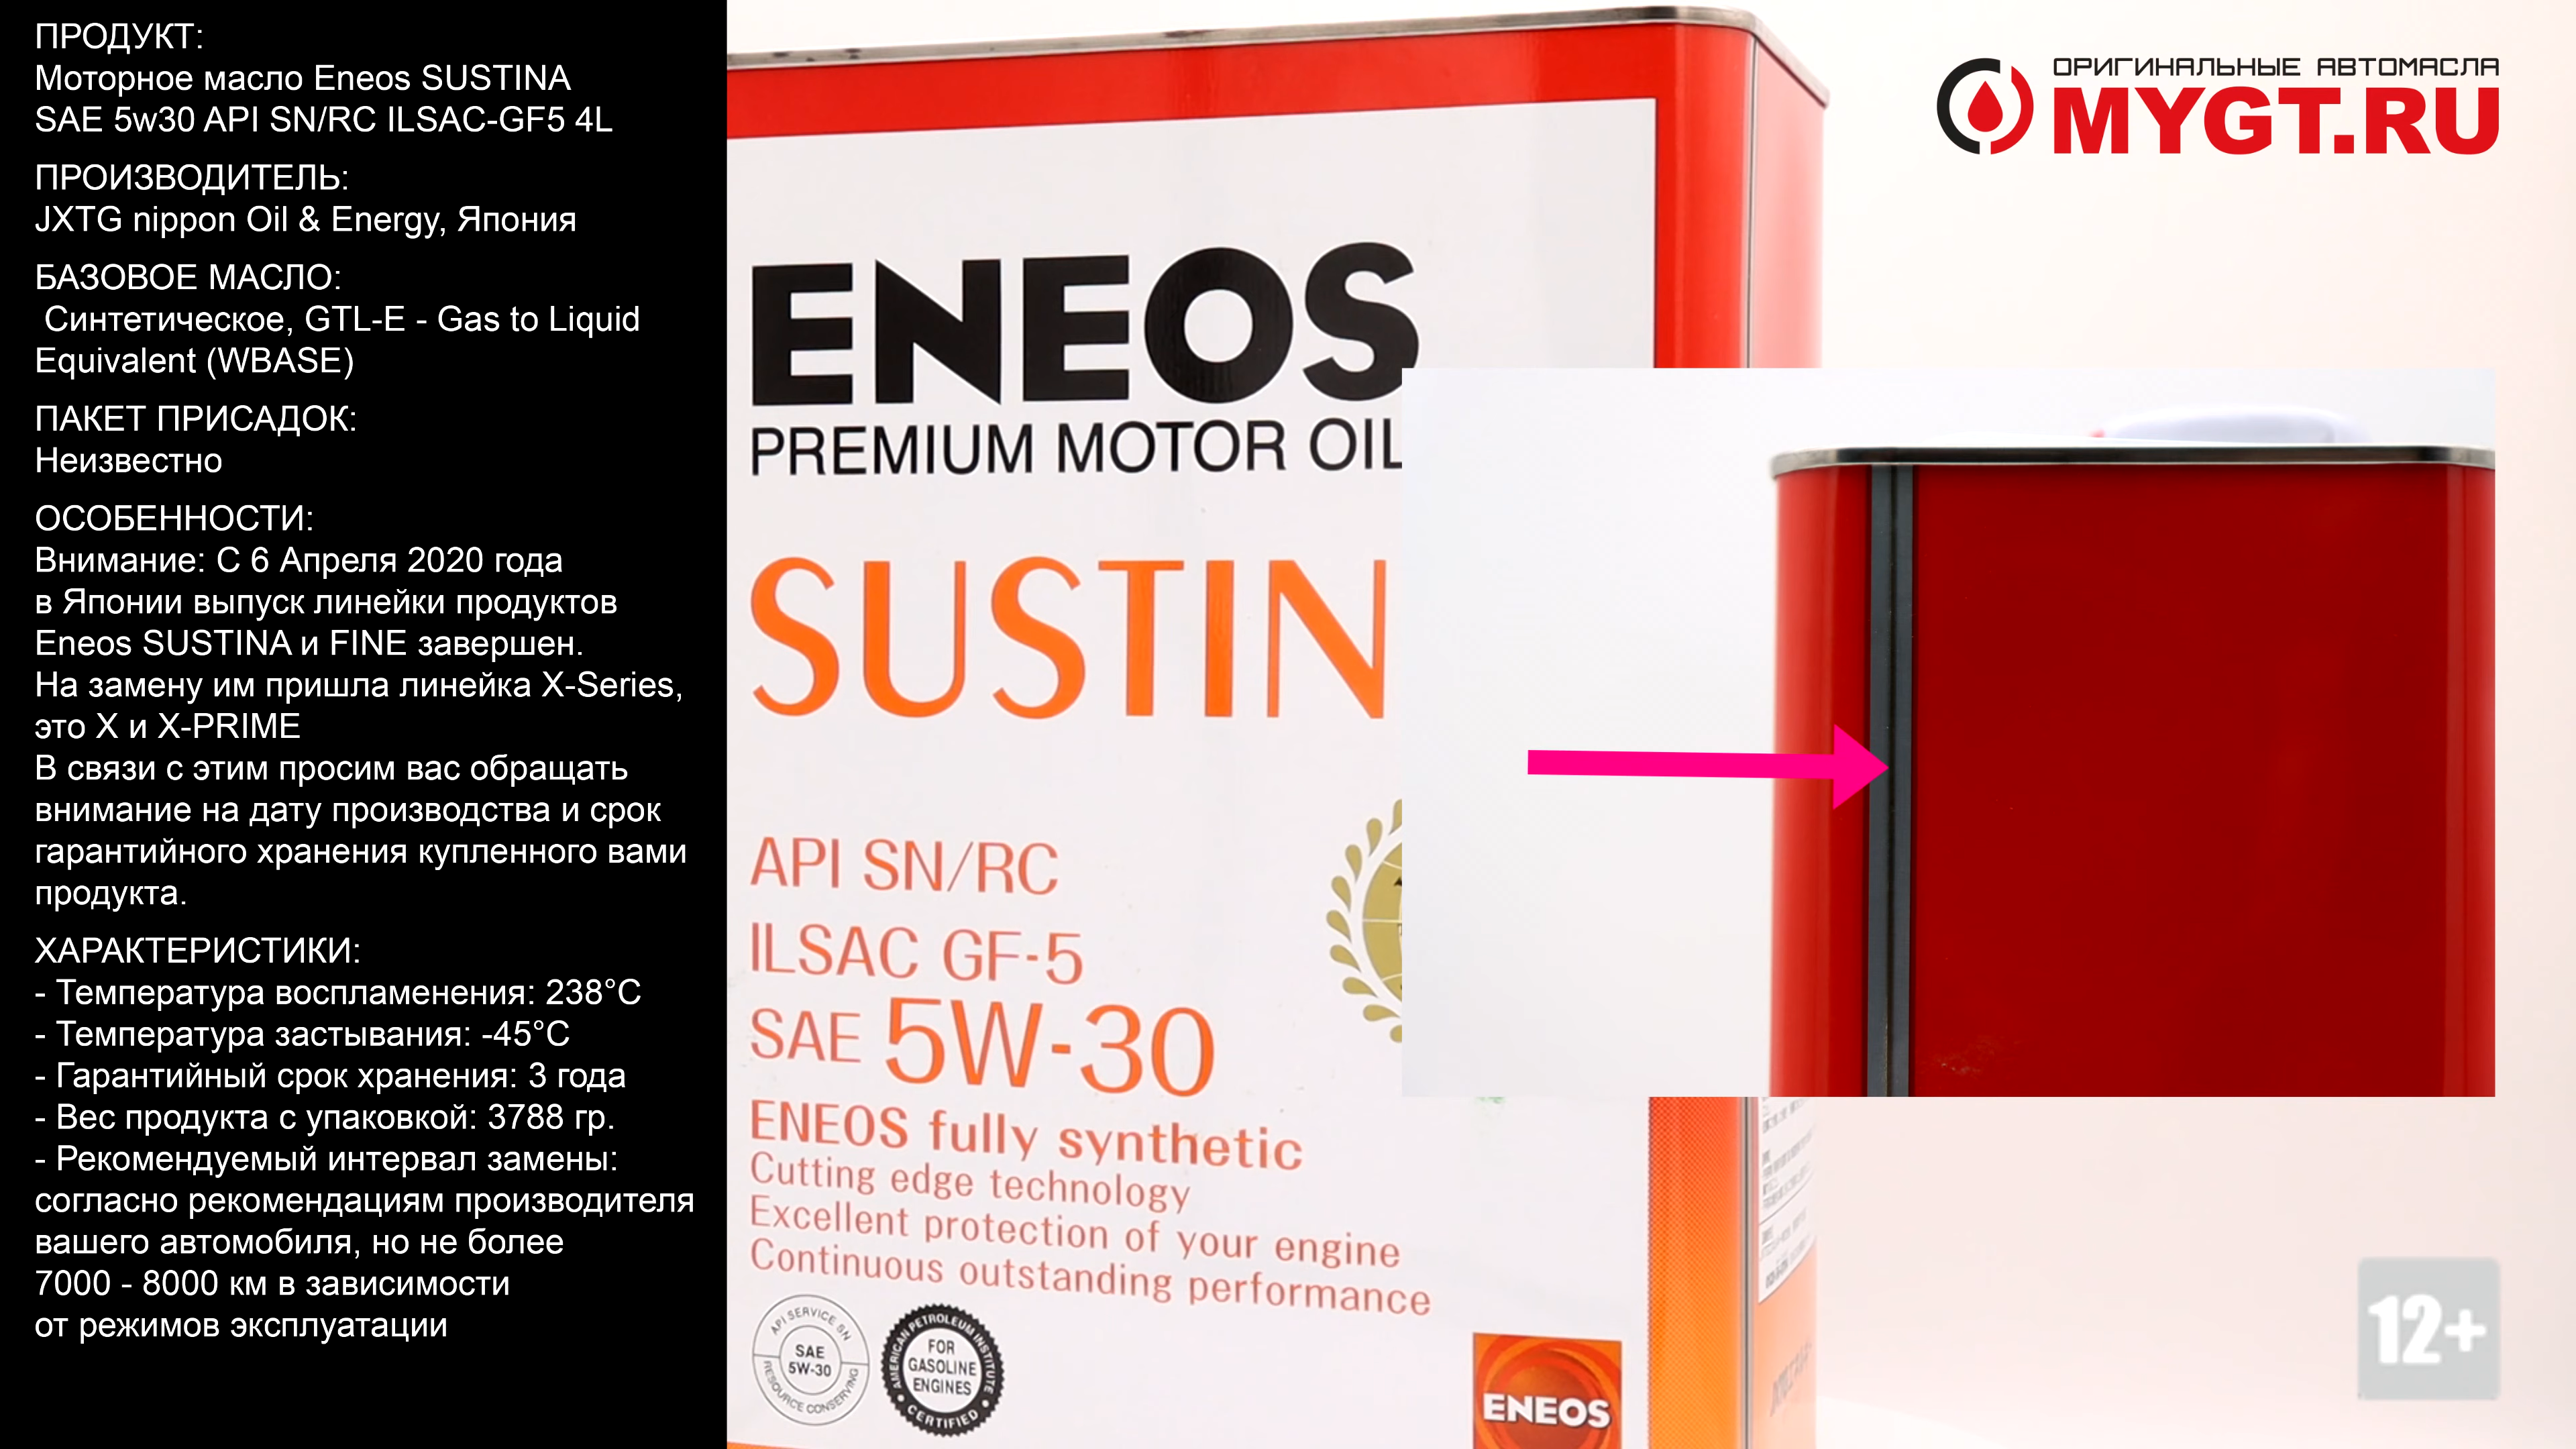 ПРОДУКТ:
Моторное масло Eneos SUSTINA
SAE 5w30 API SN/RC ILSAC-GF5 4L
ПРОИЗВОДИТЕЛЬ:
JXTG nippon Oil & Energy, Япония
БАЗОВОЕ МАСЛО:
Синтетическое, GTL-E - Gas to Liquid
Equivalent (WBASE)
ПАКЕТ ПРИСАДОК:
Неизвестно
ОСОБЕННОСТИ:
Внимание: С 6 Апреля 2020 года
в Японии выпуск линейки продуктов
Eneos SUSTINA и FINE завершен.
На замену им пришла линейка X-Series,
это X и X-PRIME
В связи с этим просим вас обращать
внимание на дату производства и срок
гарантийного хранения купленного вами
продукта.
ХАРАКТЕРИСТИКИ:
- Температура воспламенения: 238°C
- Температура застывания: -45°C
- Гарантийный срок хранения: 3 года
- Вес продукта с упаковкой: 3788 гр.
- Рекомендуемый интервал замены:
согласно рекомендациям производителя
вашего автомобиля, но не более
7000 - 8000 км в зависимости
от режимов эксплуатации
ОРИГИНАЛЬНЫЕ АВТОМАСЛА
MYGT.RU
ENEOS
PREMIUM MOTOR OIL
SUSTIN
API SN/RC
ILSAC GF-5
SAE 5W-30
ENEOS fully synthetic
Cutting edge technology
Excellent protection of your engine
Continuous outstanding performance
API SERVICE SN
SAE
5W-30
RESOURCE CONSERVING
AMERICAN PETROLEUM INSTITUTE
FOR
GASOLINE
ENGINES
CERTIFIED
ENEOS
12+